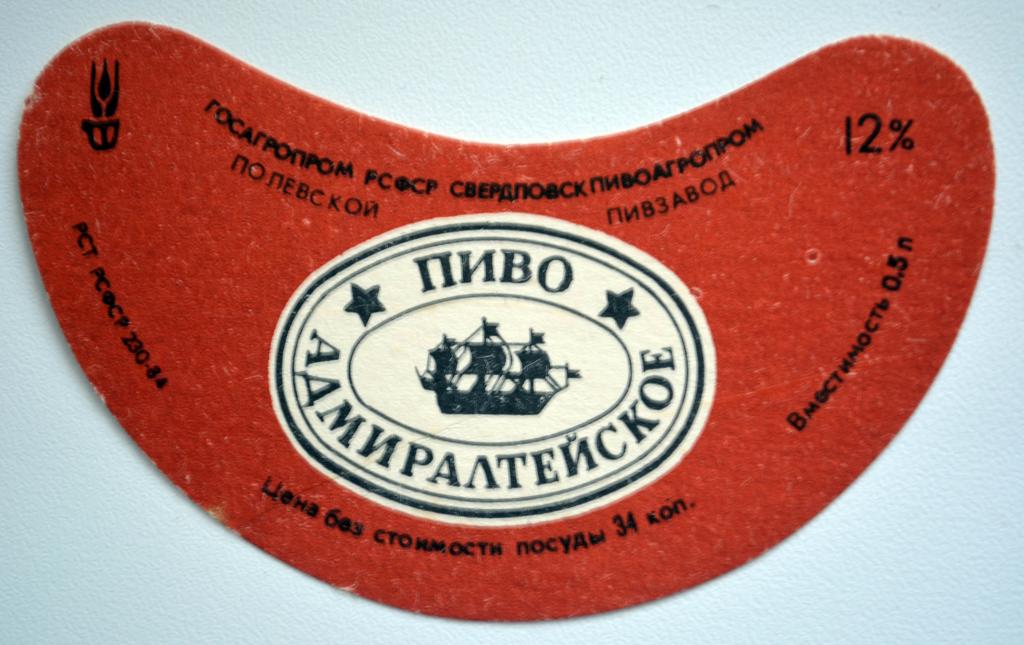 ГОСАГРОПРОМ РСФСР СВЕРДЛОВСКПИВОАГРОПРОМ
ПОЛЕВСКОЙ ПИВЗАВОД
12%
РСТ РСФСР 230-84
ПИВО
АДМИРАЛТЕЙСКОЕ
Вместимость 0.5 л
Цена без стоимости посуды 34 коп.